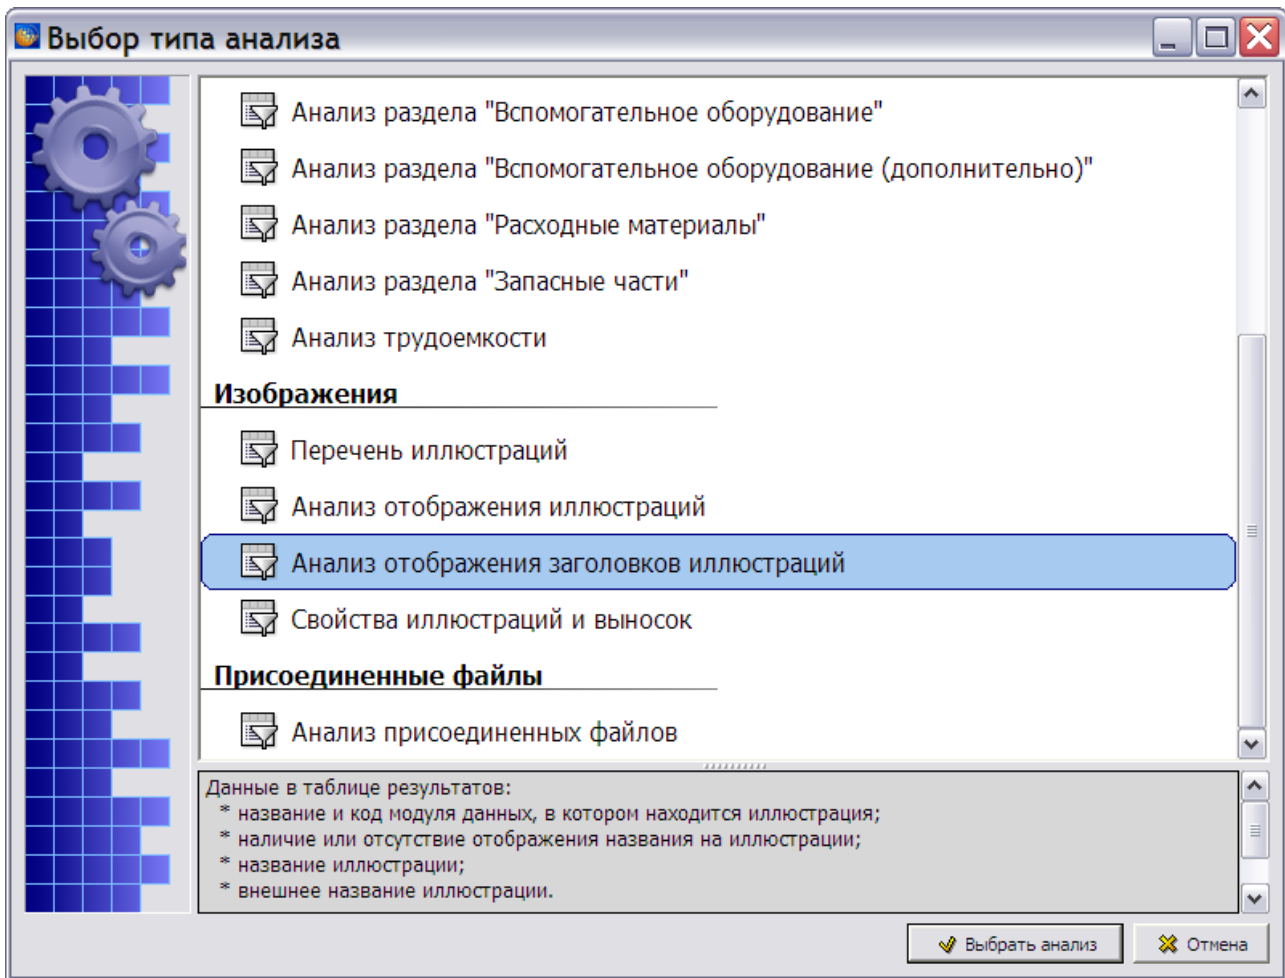 Выбор типа анализа
Анализ раздела "Вспомогательное оборудование"
Анализ раздела "Вспомогательное оборудование (дополнительно)"
Анализ раздела "Расходные материалы"
Анализ раздела "Запасные части"
Анализ трудоемкости
Изображения
Перечень иллюстраций
Анализ отображения иллюстраций
Анализ отображения заголовков иллюстраций
Свойства иллюстраций и выносок
Присоединенные файлы
Анализ присоединенных файлов
Данные в таблице результатов:
* название и код модуля данных, в котором находится иллюстрация;
* наличие или отсутствие отображения названия на иллюстрации;
* название иллюстрации;
* внешнее название иллюстрации.
Выбрать анализ
Отмена